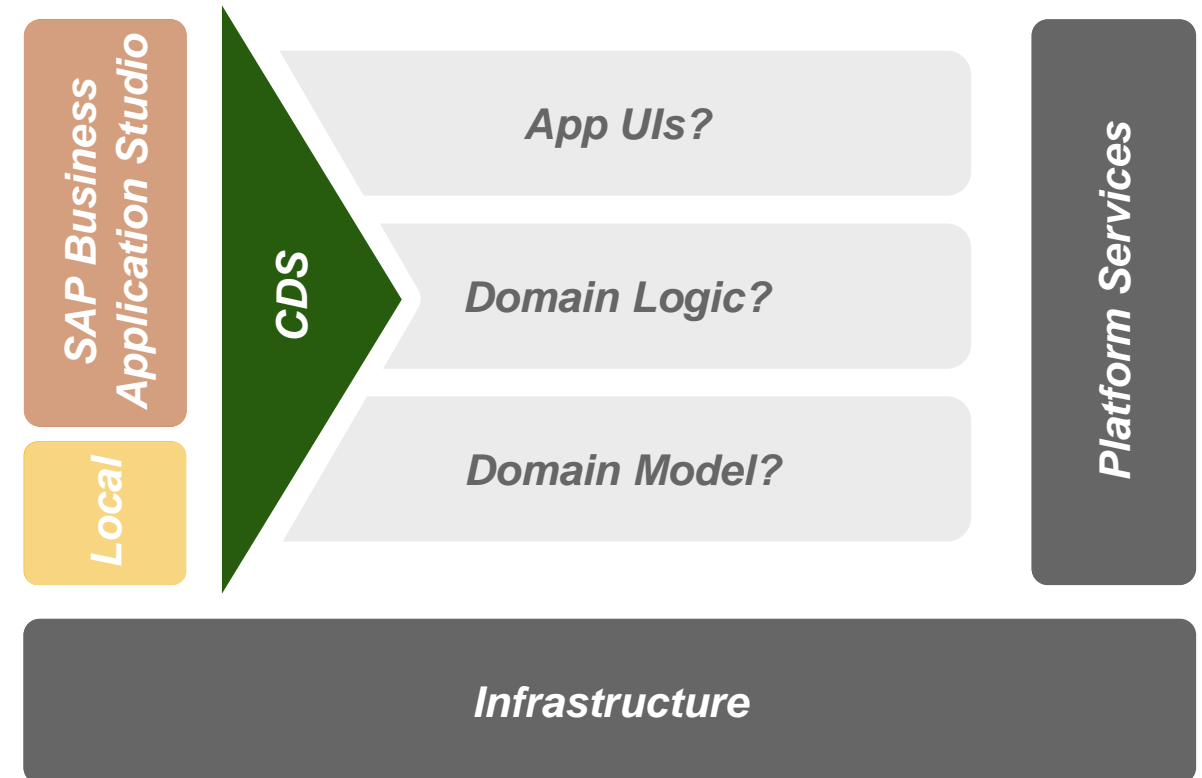 SAP Business
Application Studio
Local
CDS
App UIs?
Domain Logic?
Domain Model?
Platform Services
Infrastructure